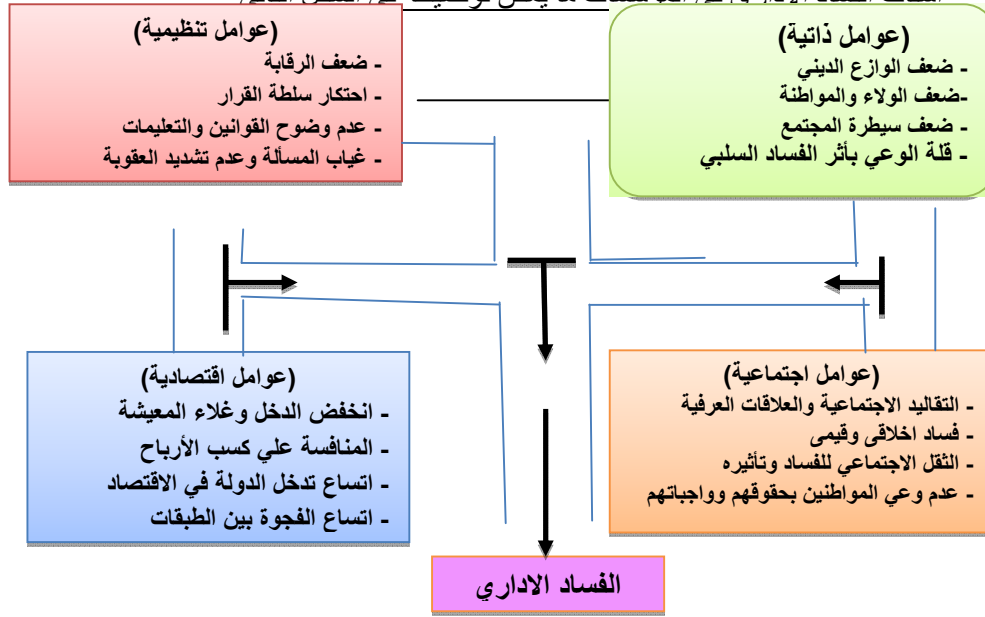 (عوامل ذاتية)
- ضعف الوازع الديني
-ضعف الولاء والمواطنة
- ضعف سيطرة المجتمع
- قلة الوعي بأثر الفساد السلبي
(عوامل تنظيمية)
- ضعف الرقابة
- احتكار سلطة القرار
- عدم وضوح القوانين والتعليمات
- غياب المسألة وعدم تشديد العقوبة
(عوامل اجتماعية)
- التقاليد الاجتماعية والعلاقات العرفية
- فساد اخلاقى وقيمى
- الثقل الاجتماعي للفساد وتأثيره
- عدم وعي المواطنين بحقوقهم وواجباتهم
(عوامل اقتصادية)
- انخفض الدخل وغلاء المعيشة
- المنافسة علي كسب الأرباح
- اتساع تدخل الدولة في الاقتصاد
- اتساع الفجوة بين الطبقات
الفساد الاداري